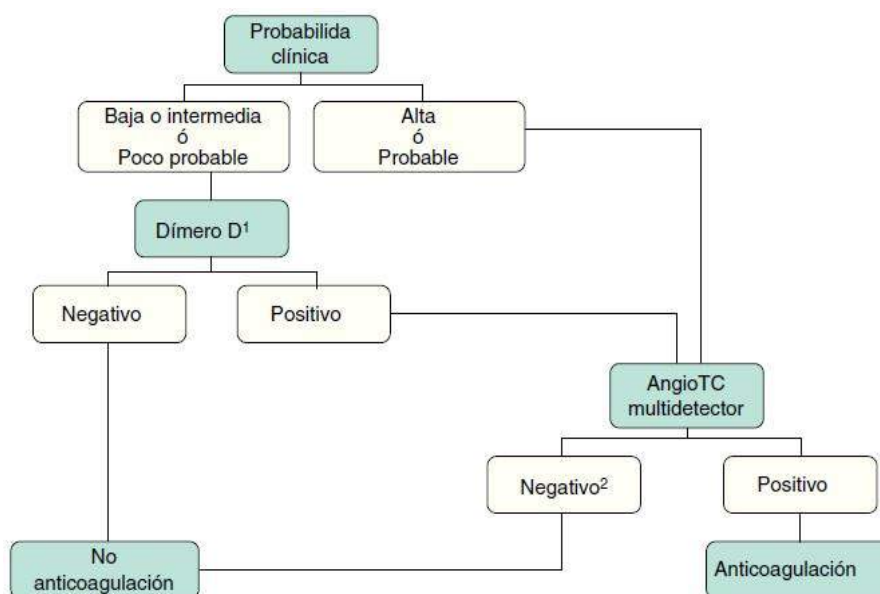 Probabilida
clínica
Baja o intermedia
ó
Poco probable
Alta
ó
Probable
Dímero D¹
Negativo
Positivo
AngioTC
multidetector
Negativo²
Positivo
No
anticoagulación
Anticoagulación